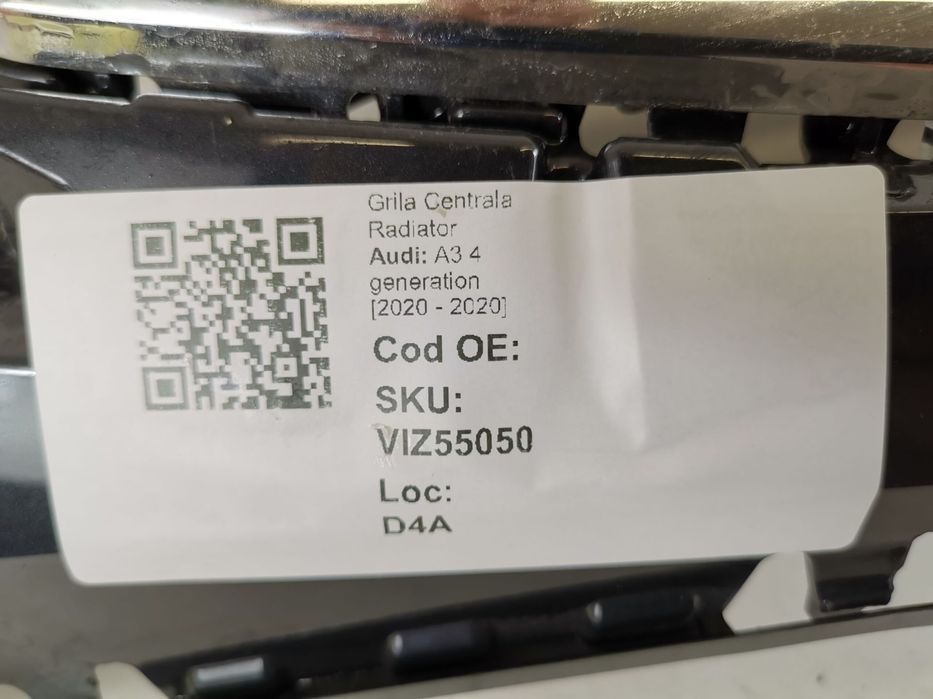 Grila Centrala
Radiator
Audi: A3 4
generation
[2020 - 2020]
Cod OE:
SKU:
VIZ55050
Loc:
D4A